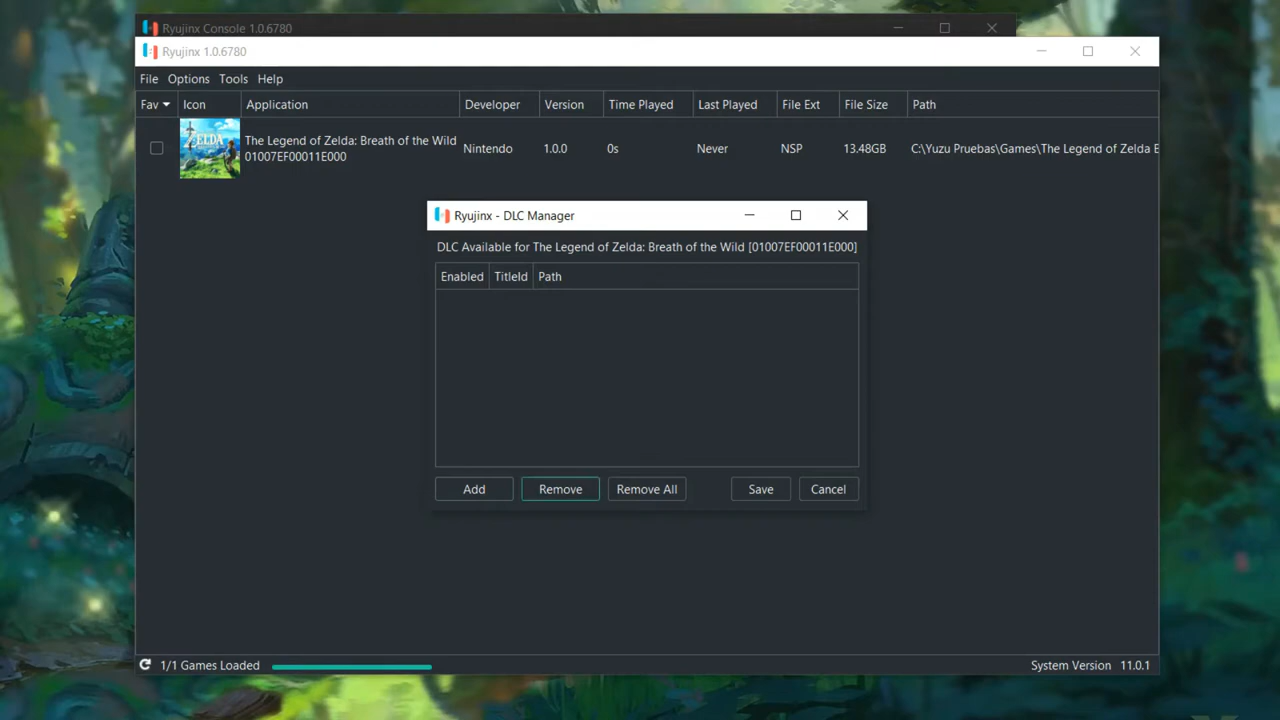 Ryujinx Console 1.0.6780
Ryujinx 1.0.6780
File Options Tools Help
Fav Icon Application Developer Version Time Played Last Played File Ext File Size Path
ZELDA
The Legend of Zelda: Breath of the Wild
01007EF00011E000
Nintendo 1.0.0 0s Never NSP 13.48GB C:\Yuzu Pruebas\Games\The Legend of Zelda B
Ryujinx - DLC Manager
DLC Available for The Legend of Zelda: Breath of the Wild [01007EF00011E000]
Enabled TitleId Path
Add Remove Remove All Save Cancel
1/1 Games Loaded System Version 11.0.1